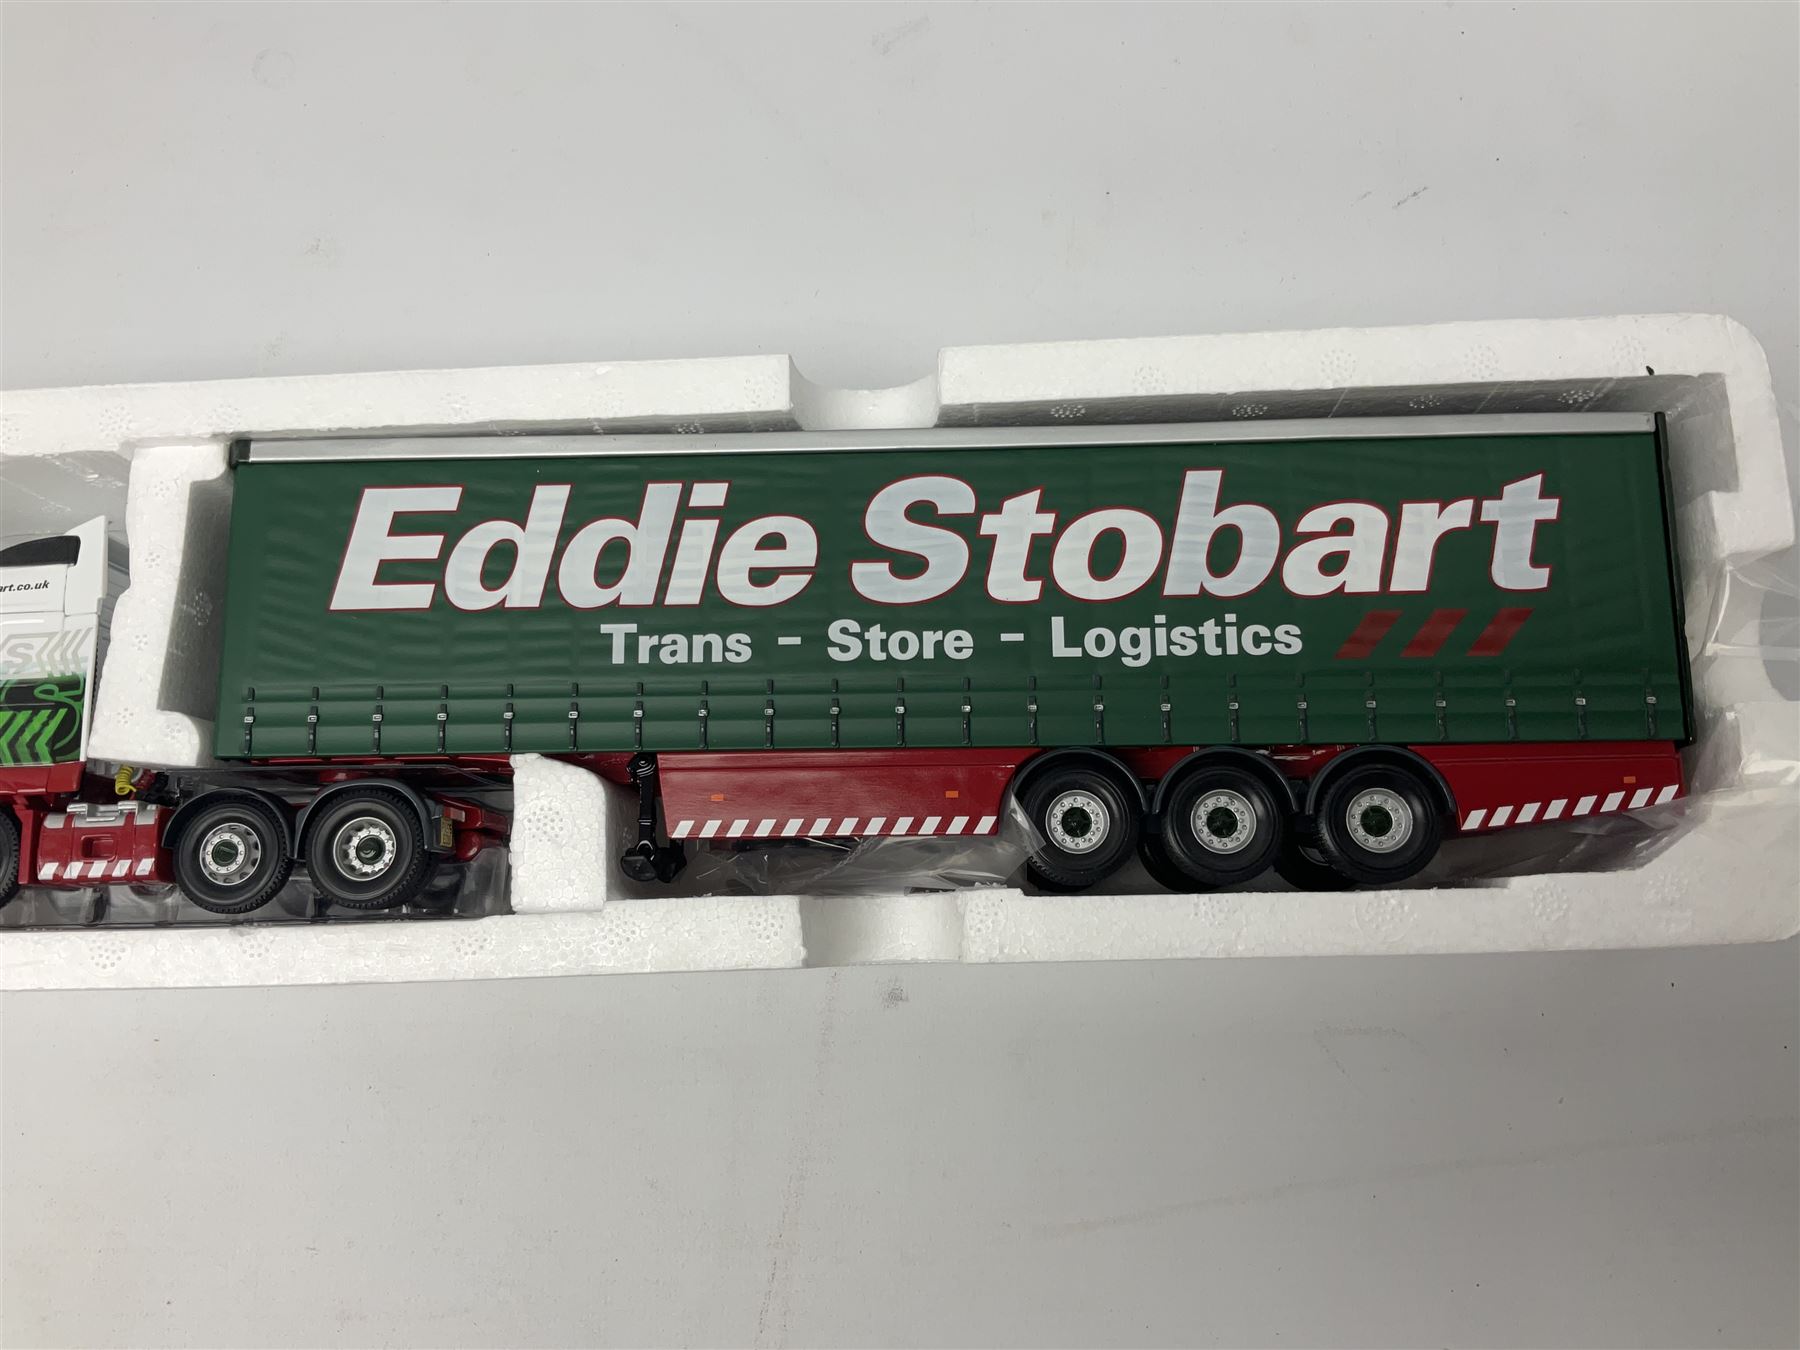 Eddie Stobart
Trans - Store - Logistics
art.co.uk
S